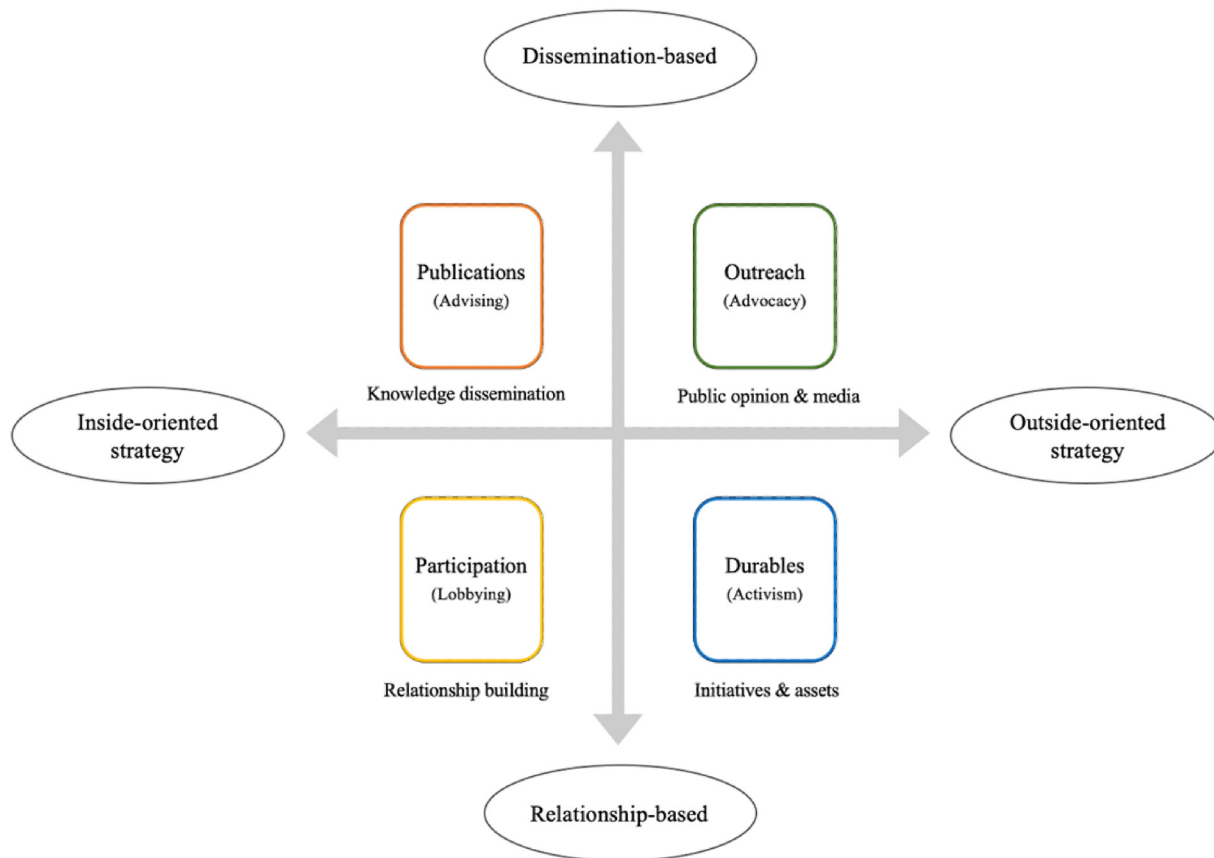 Dissemination-based
Publications
(Advising)
Outreach
(Advocacy)
Knowledge dissemination
Public opinion & media
Inside-oriented
strategy
Outside-oriented
strategy
Participation
(Lobbying)
Durables
(Activism)
Relationship building
Initiatives & assets
Relationship-based